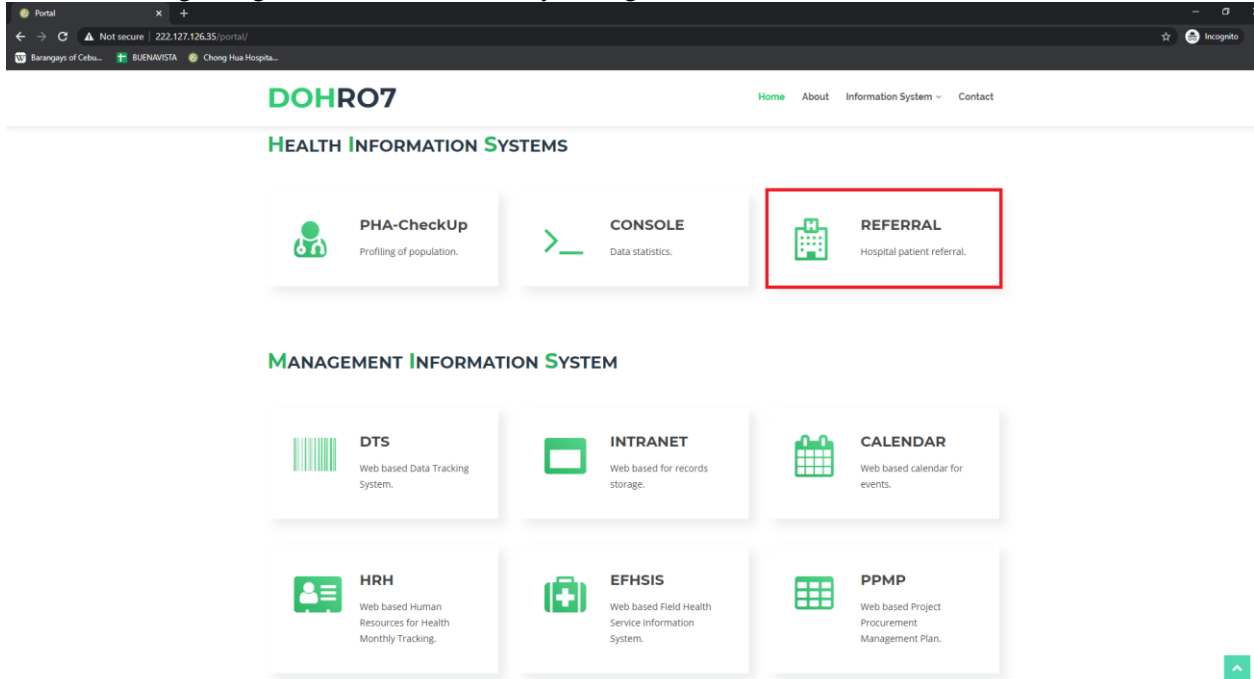 Portal
Not secure | 222.127.126.35/portal/
Incognito
Barangays of Cebu...
BUENAVISTA
Chong Hua Hospita...
DOHRO7
Home
About
Information System
Contact
HEALTH INFORMATION SYSTEMS
PHA-CheckUp
Profiling of population.
CONSOLE
Data statistics.
REFERRAL
Hospital patient referral.
MANAGEMENT INFORMATION SYSTEM
DTS
Web based Data Tracking
System.
INTRANET
Web based for records
storage.
CALENDAR
Web based calendar for
events.
HRH
Web based Human
Resources for Health
Monthly Tracking.
EFHSIS
Web based Field Health
Service Information
System.
PPMP
Web based Project
Procurement
Management Plan.